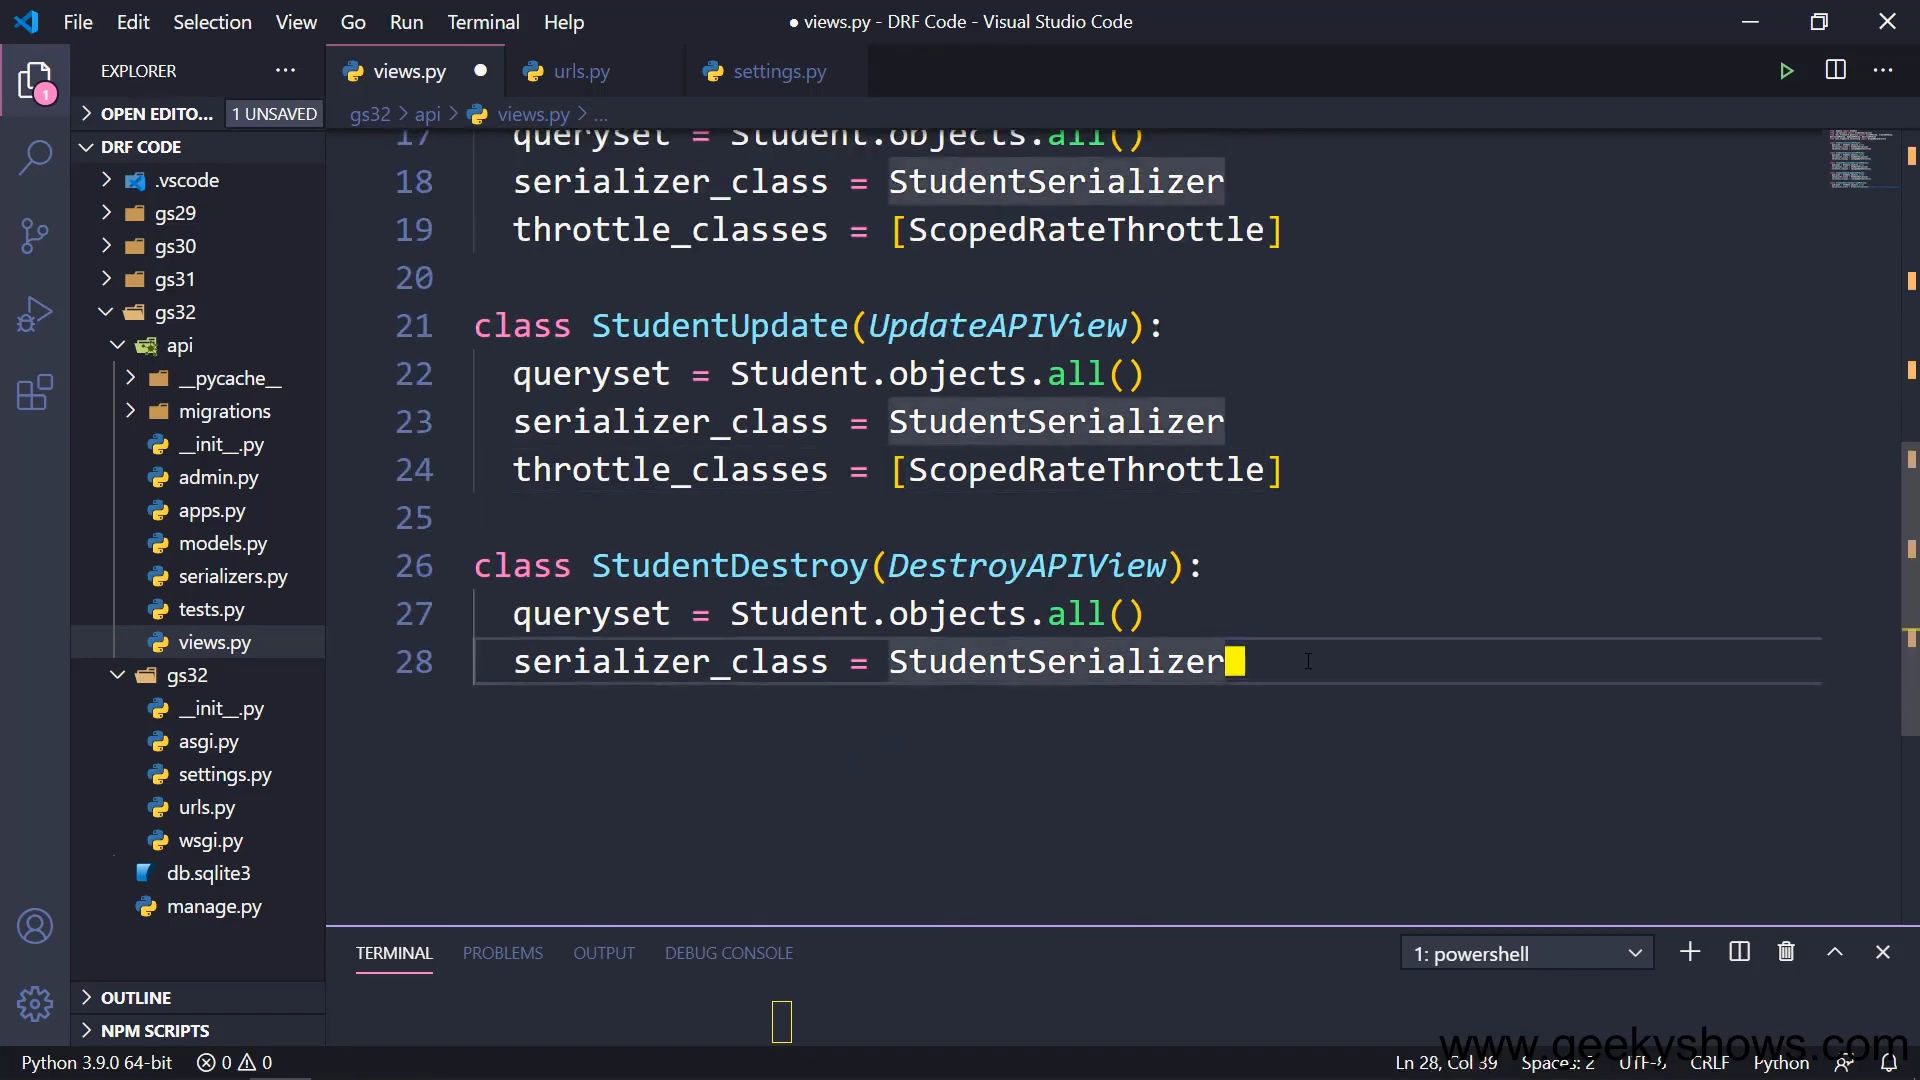 File Edit Selection View Go Run Terminal Help
● views.py - DRF Code - Visual Studio Code
EXPLORER
1
OPEN EDITO... 1 UNSAVED
DRF CODE
.vscode
gs29
gs30
gs31
gs32
api
__pycache__
migrations
__init__.py
admin.py
apps.py
models.py
serializers.py
tests.py
views.py
gs32
__init__.py
asgi.py
settings.py
urls.py
wsgi.py
db.sqlite3
manage.py
OUTLINE
NPM SCRIPTS
views.py urls.py settings.py
gs32 > api > views.py > ...
17 queryset = Student.objects.all()
18 serializer_class = StudentSerializer
19 throttle_classes = [ScopedRateThrottle]
20
21 class StudentUpdate(UpdateAPIView):
22 queryset = Student.objects.all()
23 serializer_class = StudentSerializer
24 throttle_classes = [ScopedRateThrottle]
25
26 class StudentDestroy(DestroyAPIView):
27 queryset = Student.objects.all()
28 serializer_class = StudentSerializer
TERMINAL PROBLEMS OUTPUT DEBUG CONSOLE
1: powershell
www.geekyshows.com
Python 3.9.0 64-bit 0 0
Ln 28, Col 39 Spaces: 2 UTF-8 CRLF Python